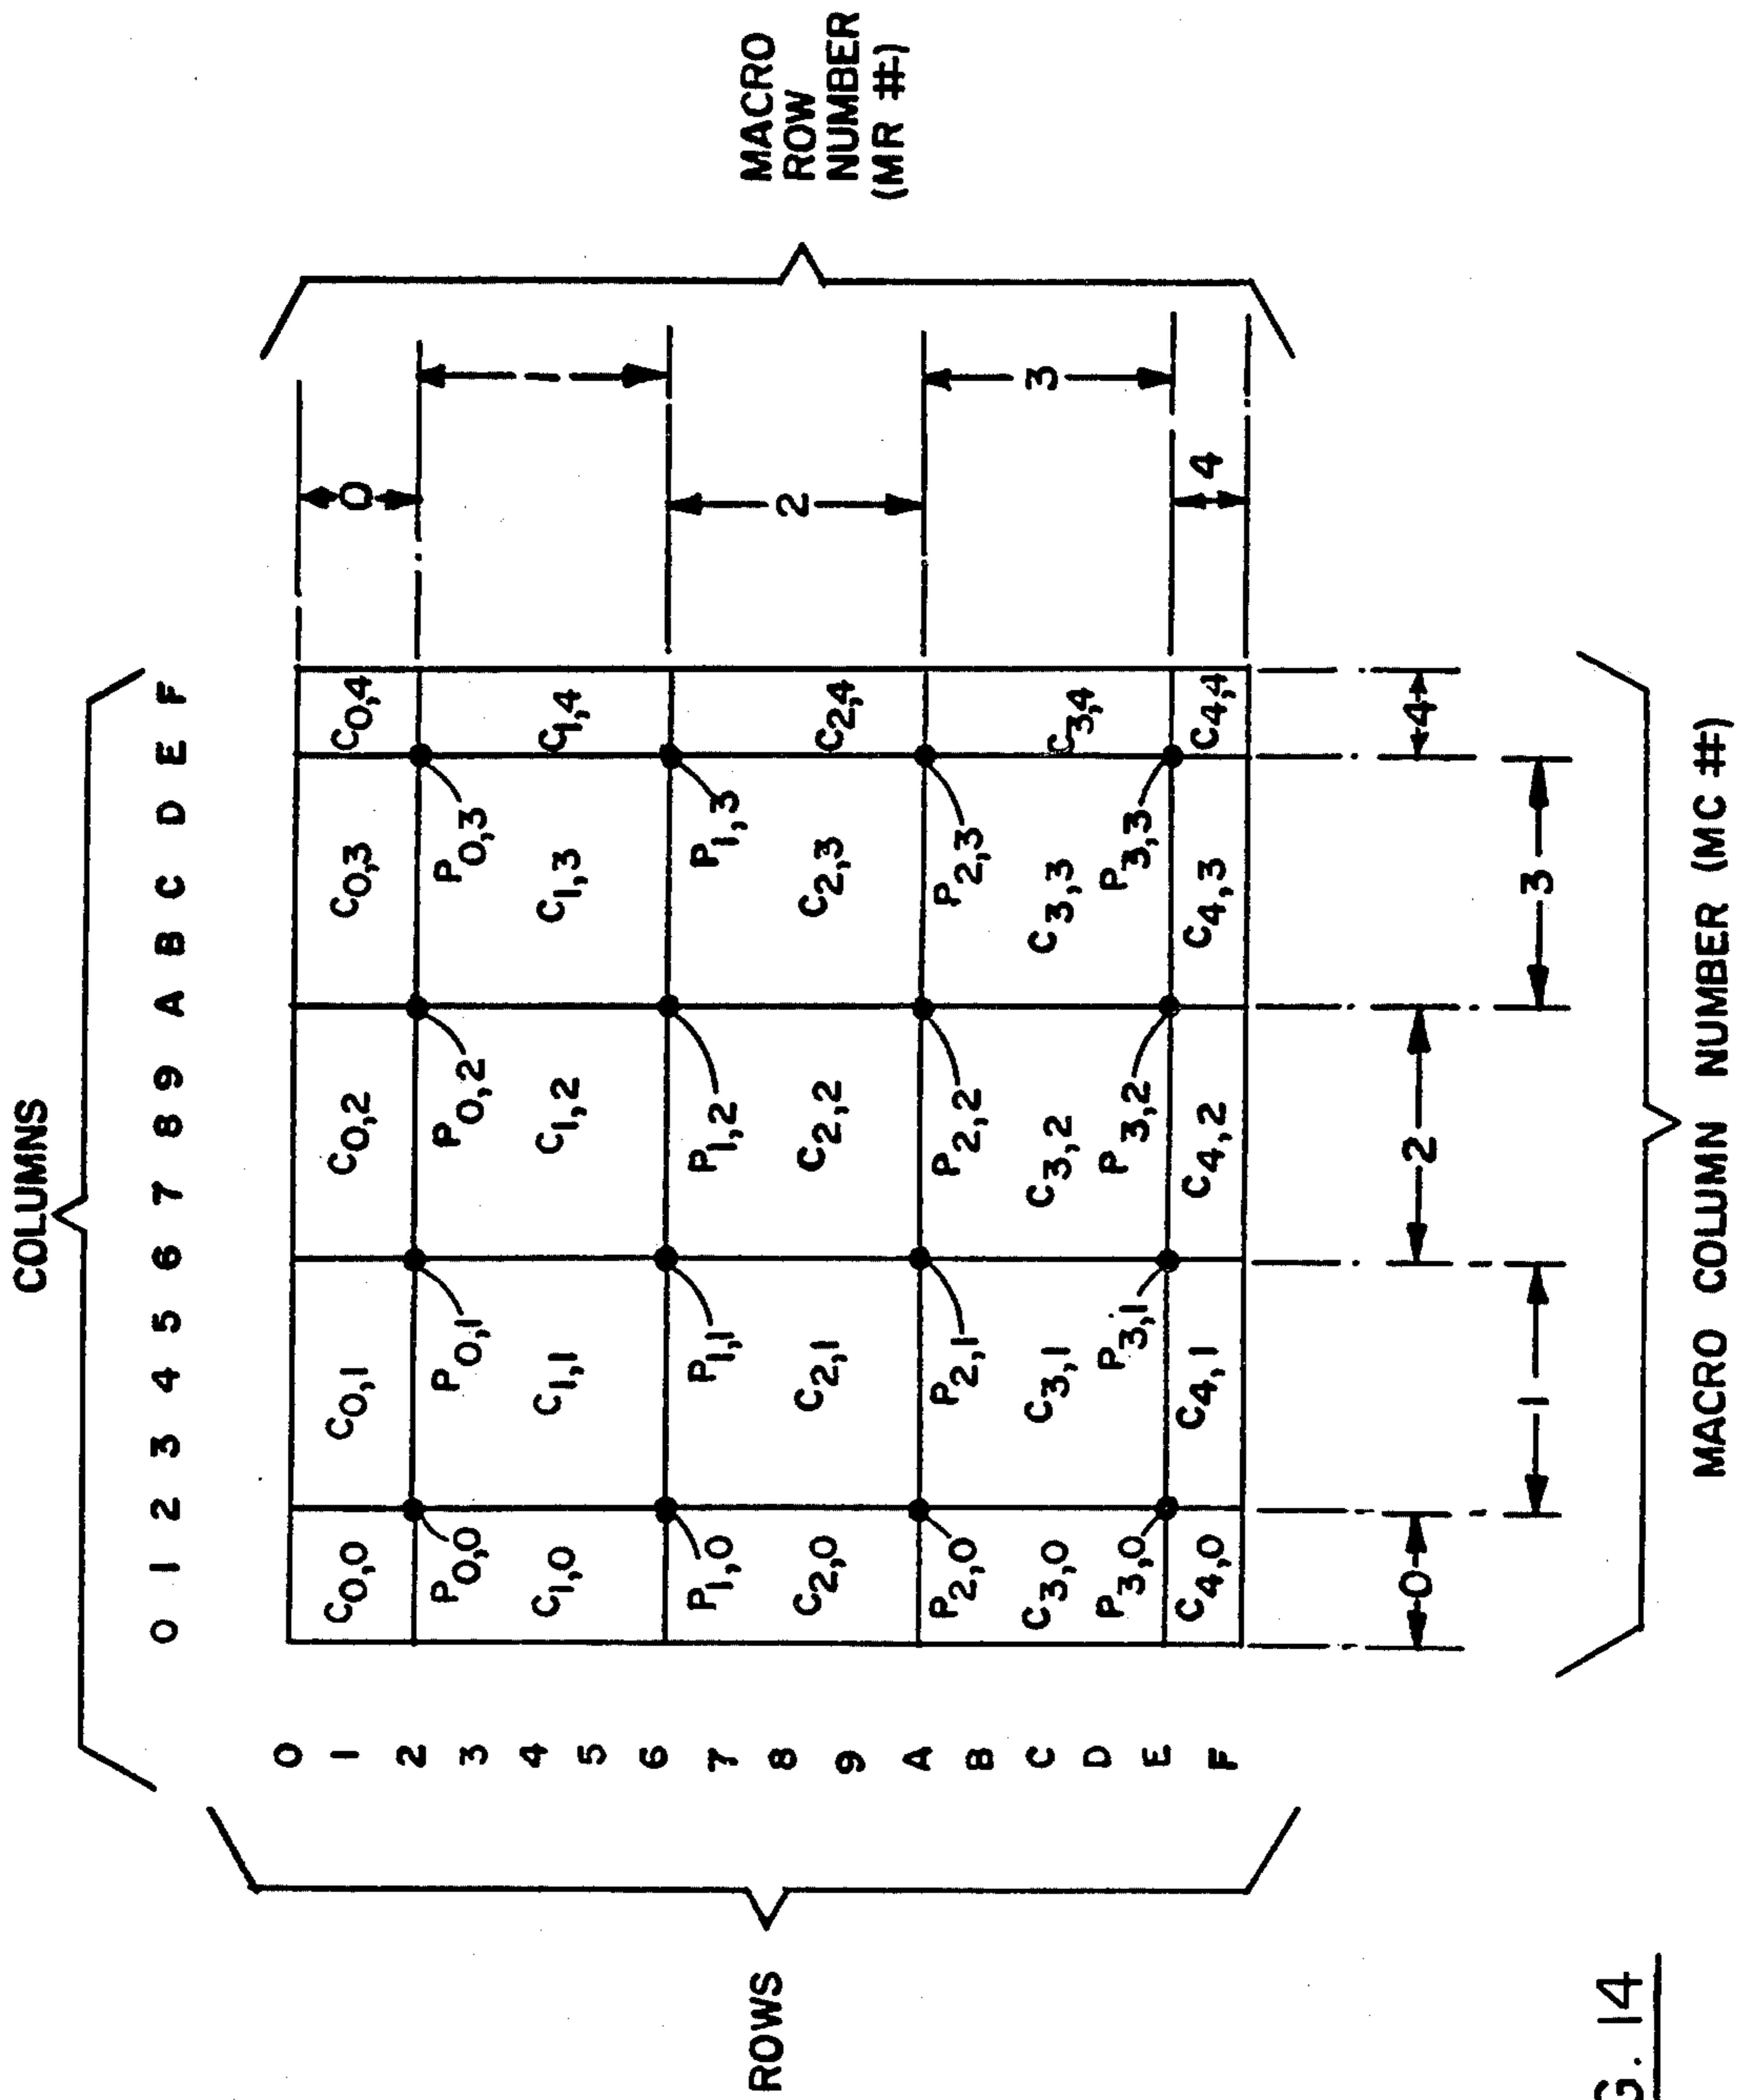 COLUMNS
0 1 2 3 4 5 6 7 8 9 A B C D E F
ROWS
0
1
2
3
4
5
6
7
8
9
A
B
C
D
E
F
C0,0 C0,1 C0,2 C0,3 C0,4
P0,0 P0,1 P0,2 P0,3
C1,0 C1,1 C1,2 C1,3 C1,4
P1,0 P1,1 P1,2 P1,3
C2,0 C2,1 C2,2 C2,3 C2,4
P2,0 P2,1 P2,2 P2,3
C3,0 C3,1 C3,2 C3,3 C3,4
P3,0 P3,1 P3,2 P3,3
C4,0 C4,1 C4,2 C4,3 C4,4
0
1
2
3
4
MACRO
ROW
NUMBER
(MR #)
0 2 4
1 3
MACRO COLUMN NUMBER (MC #)
G. 14